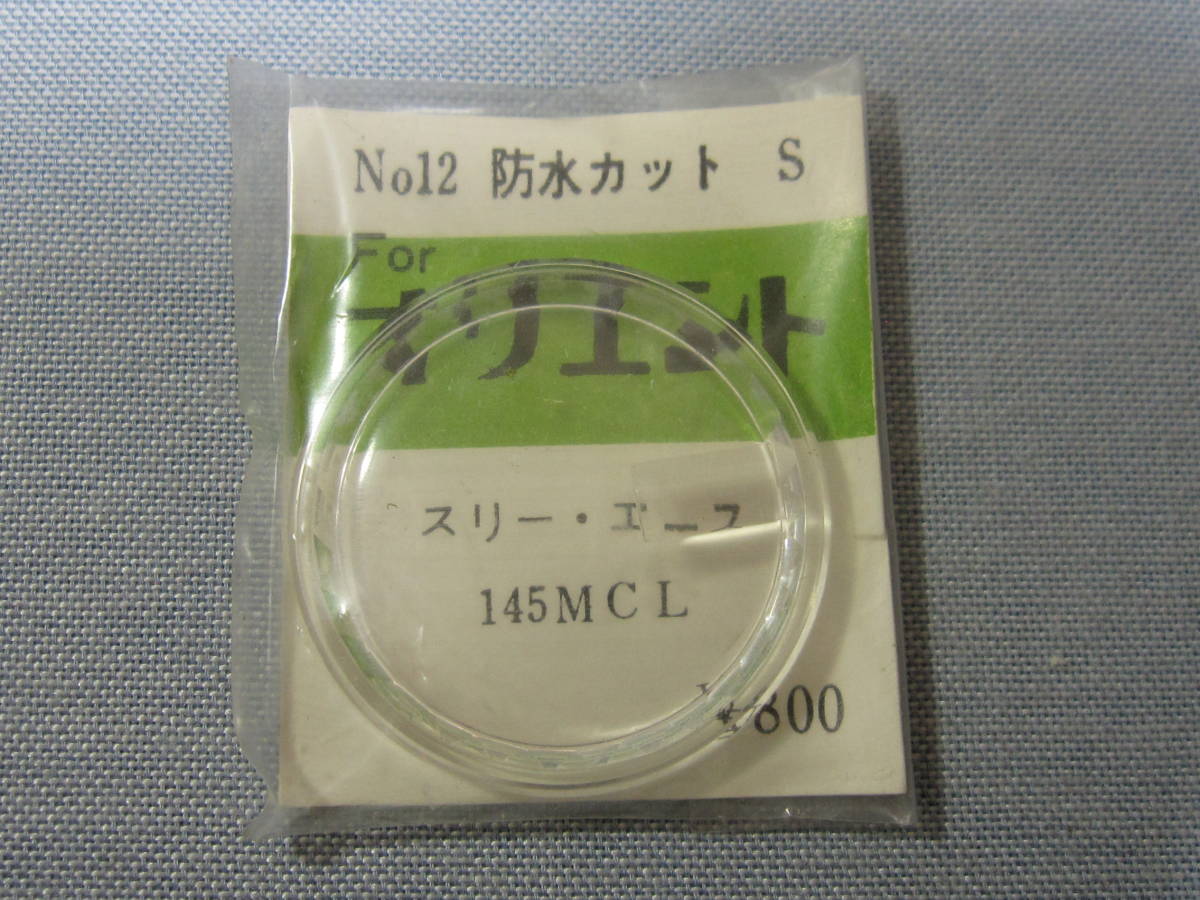 No12 防水カット S
For
オリエント
スリー・エース
145MCL
¥800